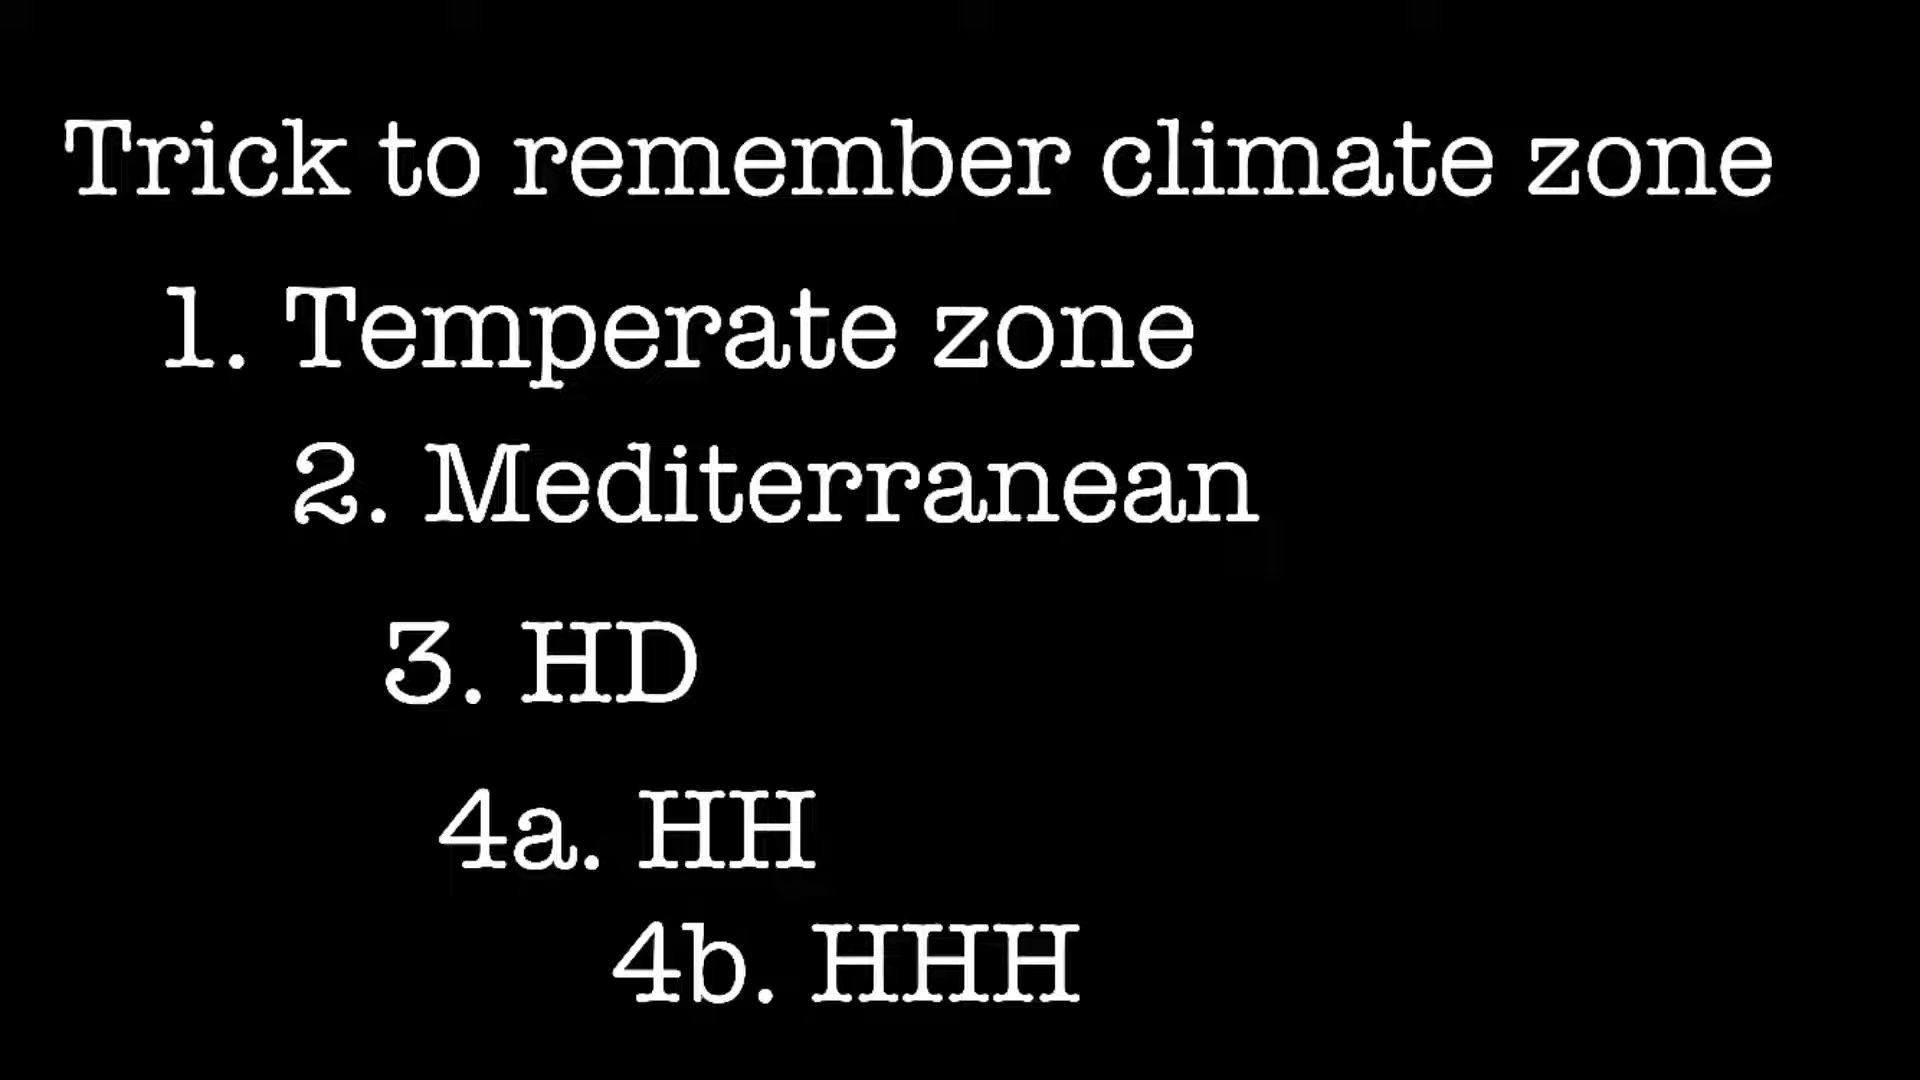 Trick to remember climate zone
1. Temperate zone
2. Mediterranean
3. HD
4a. HH
4b. HHH